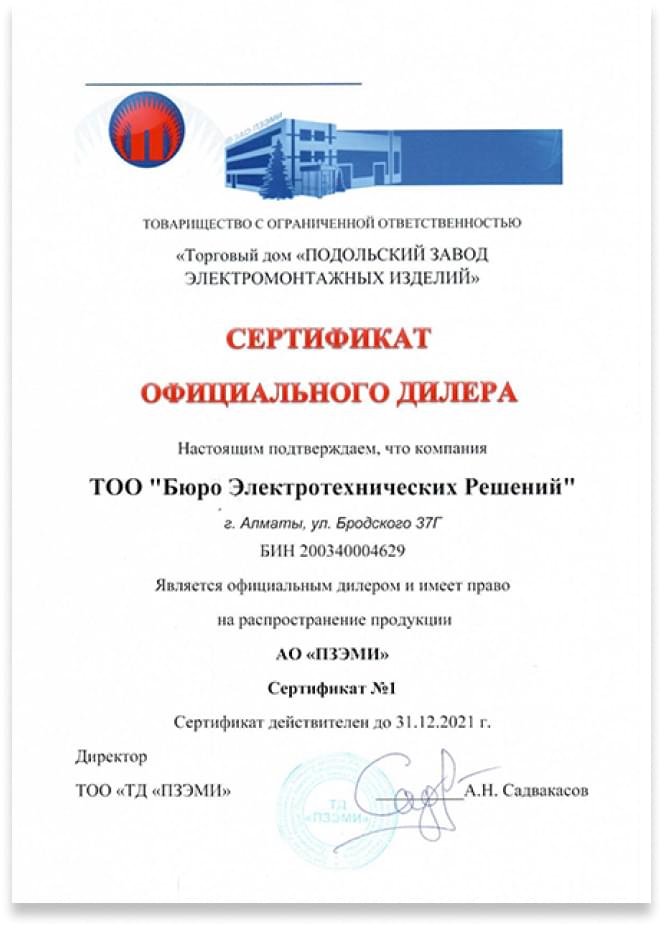 ТОВАРИЩЕСТВО С ОГРАНИЧЕННОЙ ОТВЕТСТВЕННОСТЬЮ
«Торговый дом «ПОДОЛЬСКИЙ ЗАВОД
ЭЛЕКТРОМОНТАЖНЫХ ИЗДЕЛИЙ»
СЕРТИФИКАТ
ОФИЦИАЛЬНОГО ДИЛЕРА
Настоящим подтверждаем, что компания
ТОО "Бюро Электротехнических Решений"
г. Алматы, ул. Бродского 37Г
БИН 200340004629
Является официальным дилером и имеет право
на распространение продукции
АО «ПЗЭМИ»
Сертификат №1
Сертификат действителен до 31.12.2021 г.
Директор
ТОО «ТД «ПЗЭМИ» А.Н. Садвакасов
ТД